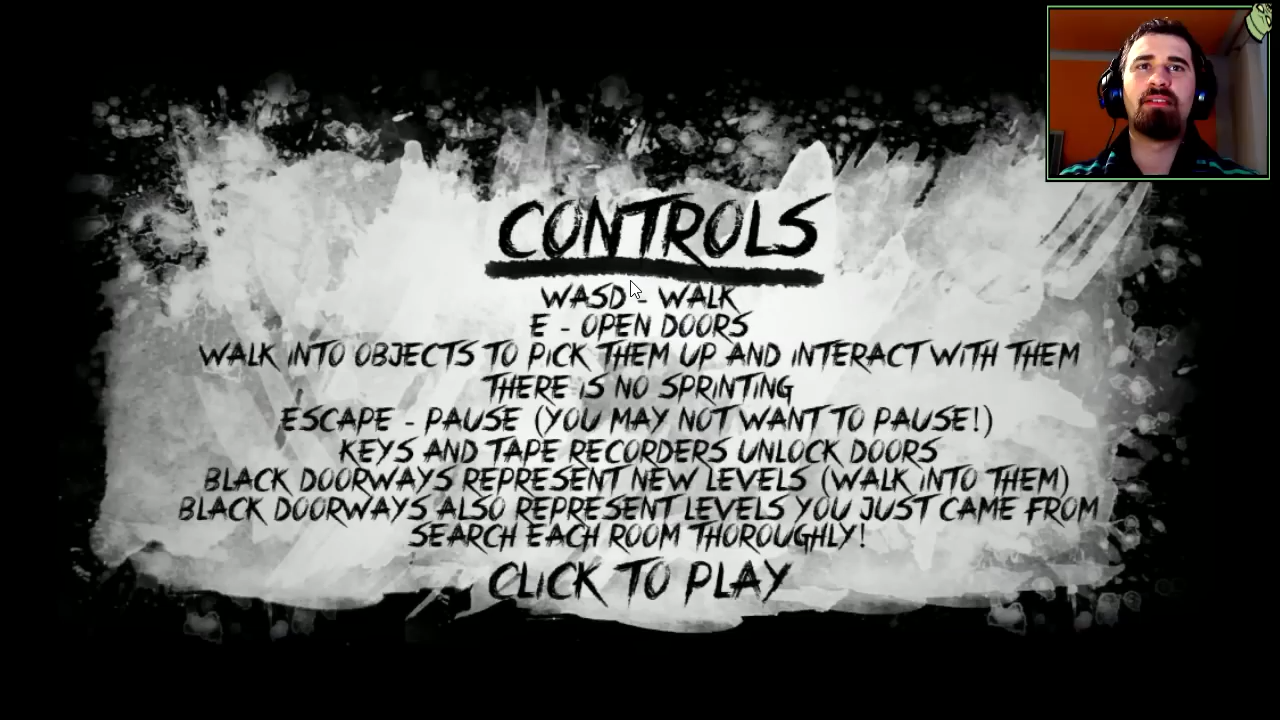 CONTROLS
WASD - WALK
E - OPEN DOORS
WALK INTO OBJECTS TO PICK THEM UP AND INTERACT WITH THEM
THERE IS NO SPRINTING
ESCAPE - PAUSE (YOU MAY NOT WANT TO PAUSE!)
KEYS AND TAPE RECORDERS UNLOCK DOORS
BLACK DOORWAYS REPRESENT NEW LEVELS (WALK INTO THEM)
BLACK DOORWAYS ALSO REPRESENT LEVELS YOU JUST CAME FROM
SEARCH EACH ROOM THOROUGHLY!
CLICK TO PLAY